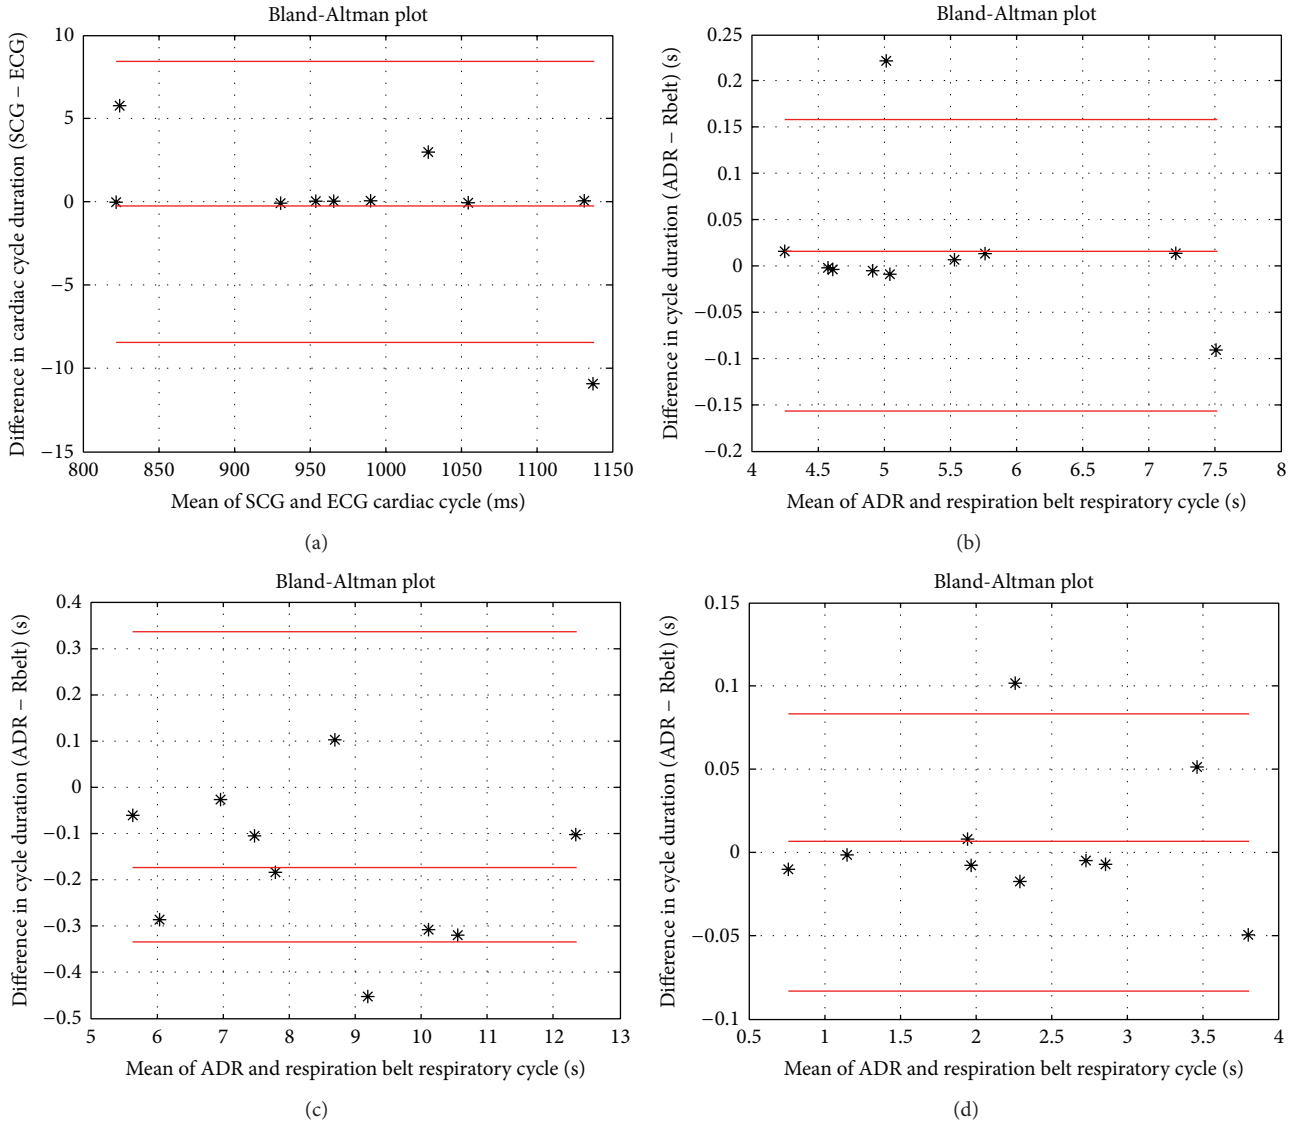 Bland-Altman plot
Difference in cardiac cycle duration (SCG − ECG)
10
5
0
−5
−10
−15
800 850 900 950 1000 1050 1100 1150
Mean of SCG and ECG cardiac cycle (ms)
(a)
Bland-Altman plot
Difference in cycle duration (ADR − Rbelt) (s)
0.25
0.2
0.15
0.1
0.05
0
−0.05
−0.1
−0.15
−0.2
4 4.5 5 5.5 6 6.5 7 7.5 8
Mean of ADR and respiration belt respiratory cycle (s)
(b)
Bland-Altman plot
Difference in cycle duration (ADR − Rbelt) (s)
0.4
0.3
0.2
0.1
0
−0.1
−0.2
−0.3
−0.4
−0.5
5 6 7 8 9 10 11 12 13
Mean of ADR and respiration belt respiratory cycle (s)
(c)
Bland-Altman plot
Difference in cycle duration (ADR − Rbelt) (s)
0.15
0.1
0.05
0
−0.05
−0.1
0.5 1 1.5 2 2.5 3 3.5 4
Mean of ADR and respiration belt respiratory cycle (s)
(d)